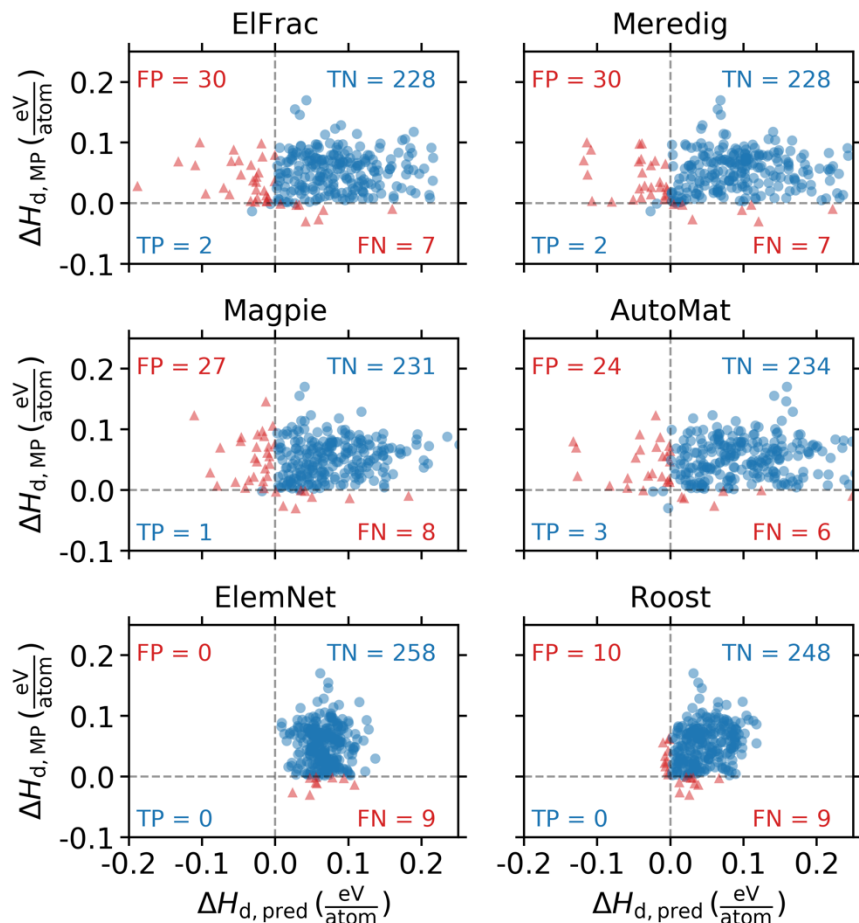 ElFrac
Meredig
FP = 30
TN = 228
FP = 30
TN = 228
0.2
0.1
0.0
-0.1
ΔH_d, MP (eV/atom)
TP = 2
FN = 7
TP = 2
FN = 7
Magpie
AutoMat
FP = 27
TN = 231
FP = 24
TN = 234
0.2
0.1
0.0
-0.1
ΔH_d, MP (eV/atom)
TP = 1
FN = 8
TP = 3
FN = 6
ElemNet
Roost
FP = 0
TN = 258
FP = 10
TN = 248
0.2
0.1
0.0
-0.1
ΔH_d, MP (eV/atom)
TP = 0
FN = 9
TP = 0
FN = 9
-0.2 -0.1 0.0 0.1 0.2
-0.2 -0.1 0.0 0.1 0.2
ΔH_d, pred (eV/atom)
ΔH_d, pred (eV/atom)